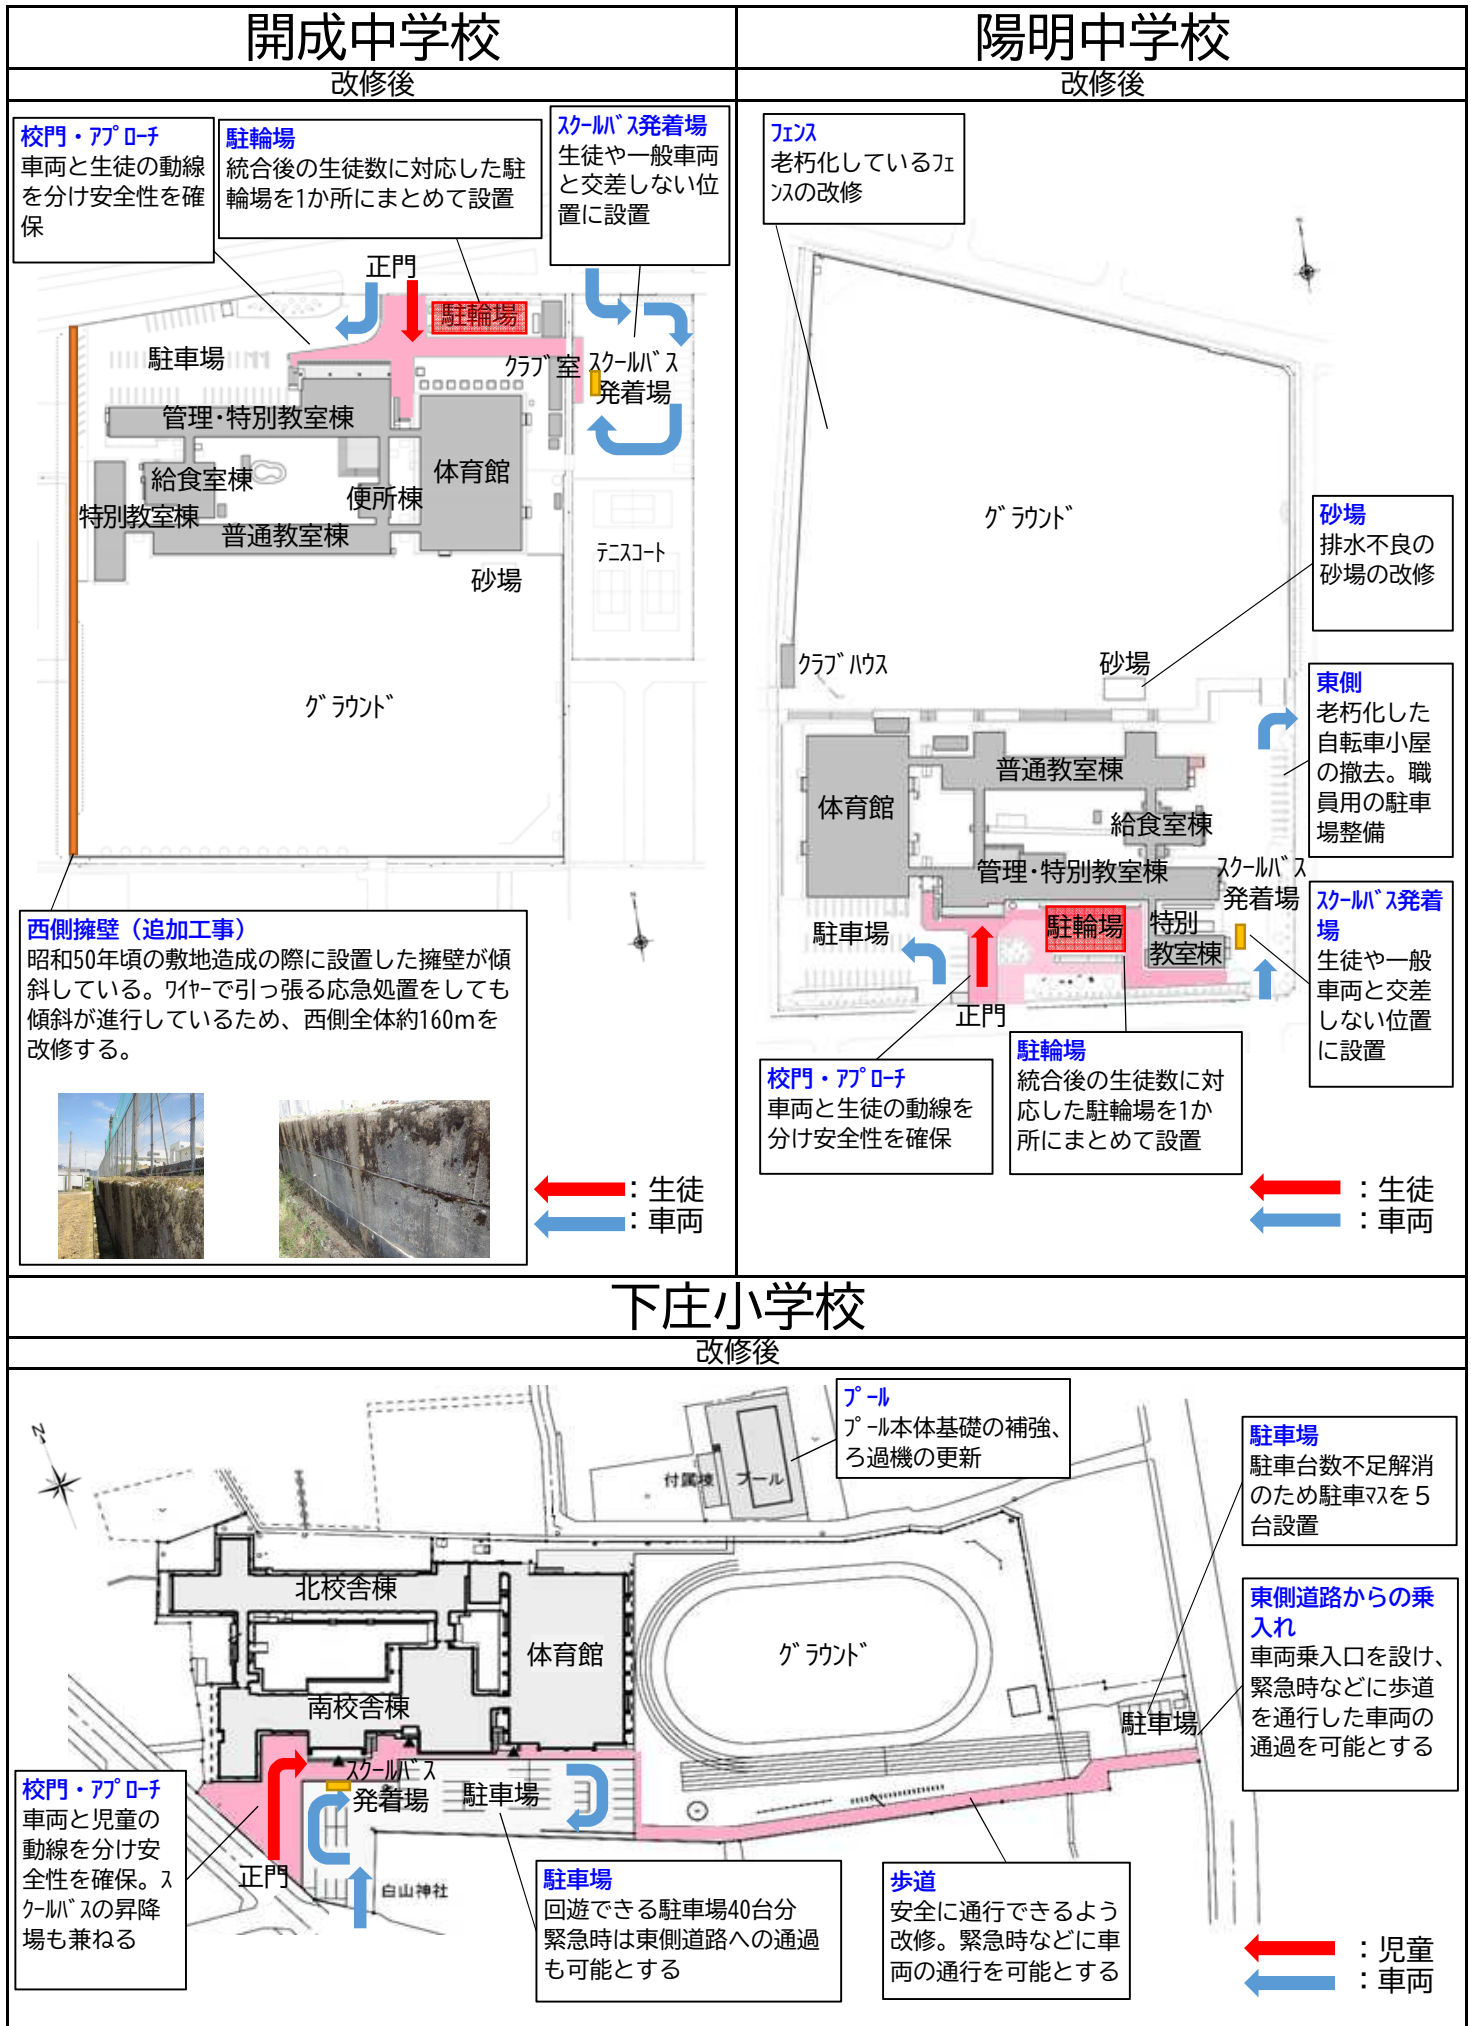 開成中学校
改修後
校門・アプローチ
車両と生徒の動線
を分け安全性を確
保
駐輪場
統合後の生徒数に対応した駐
輪場を1か所にまとめて設置
スクールバス発着場
生徒や一般車両
と交差しない位
置に設置
正門
駐輪場
駐車場
クラブ室
スクールバス
発着場
管理・特別教室棟
給食室棟
便所棟
体育館
特別教室棟
普通教室棟
テニスコート
砂場
グラウンド
西側擁壁（追加工事）
昭和50年頃の敷地造成の際に設置した擁壁が傾
斜している。ワイヤーで引っ張る応急処置をしても
傾斜が進行しているため、西側全体約160mを
改修する。
：生徒
：車両
陽明中学校
改修後
フェンス
老朽化しているフェ
ンスの改修
グラウンド
砂場
排水不良の
砂場の改修
クラブハウス
砂場
東側
老朽化した
自転車小屋
の撤去。職
員用の駐車
場整備
普通教室棟
体育館
給食室棟
管理・特別教室棟
スクールバス
発着場
スクールバス発着
場
生徒や一般
車両と交差
しない位置
に設置
駐車場
駐輪場
特別
教室棟
正門
校門・アプローチ
車両と生徒の動線を
分け安全性を確保
駐輪場
統合後の生徒数に対
応した駐輪場を1か
所にまとめて設置
：生徒
：車両
下庄小学校
改修後
N
プール
プール本体基礎の補強、
ろ過機の更新
付属棟
プール
駐車場
駐車台数不足解消
のため駐車マスを５
台設置
北校舎棟
体育館
グラウンド
南校舎棟
東側道路からの乗
入れ
車両乗入口を設け、
緊急時などに歩道
を通行した車両の
通過を可能とする
駐車場
校門・アプローチ
車両と児童の
動線を分け安
全性を確保。ス
クールバスの昇降
場も兼ねる
スクールバス
発着場
駐車場
正門
白山神社
駐車場
回遊できる駐車場40台分
緊急時は東側道路への通過
も可能とする
歩道
安全に通行できるよう
改修。緊急時などに車
両の通行を可能とする
：児童
：車両